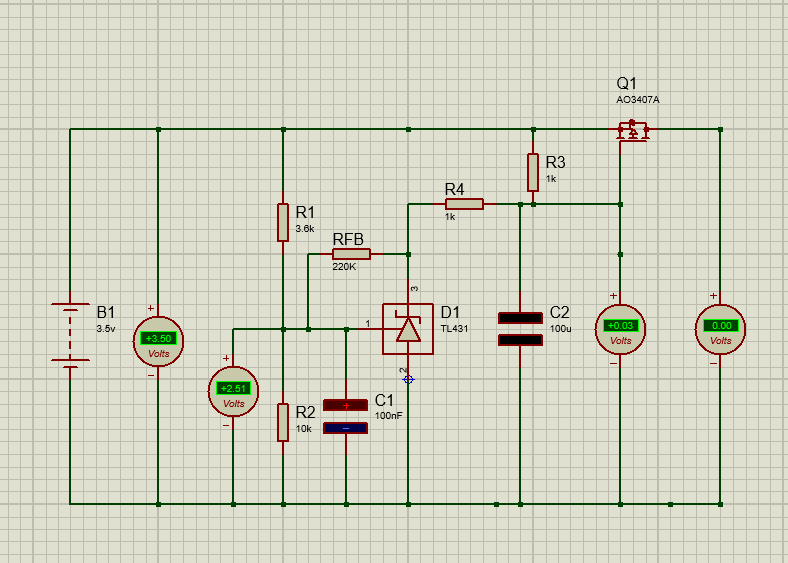 Q1
AO3407A
R3
1k
R4
1k
R1
3.6k
RFB
220K
3
B1
3.5v
+
+3.50
Volts
−
1
D1
TL431
2
C2
100u
+
+0.03
Volts
−
+
0.00
Volts
−
+
+2.51
Volts
−
R2
10k
C1
100nF
+
−